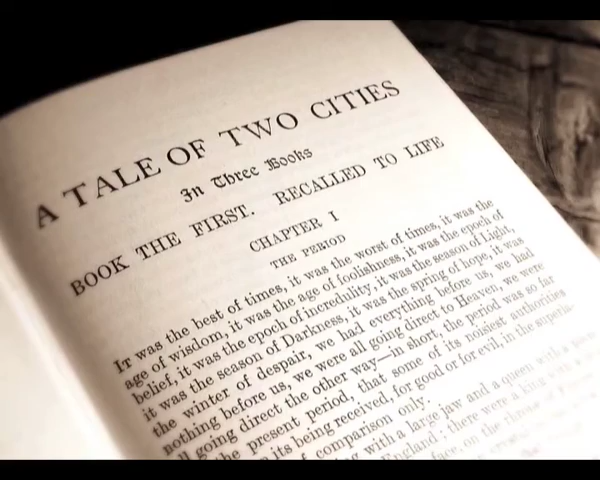 A TALE OF TWO CITIES
In Three Books
BOOK THE FIRST. RECALLED TO LIFE
CHAPTER I
THE PERIOD
IT was the best of times, it was the worst of times, it was the
age of wisdom, it was the age of foolishness, it was the epoch of
belief, it was the epoch of incredulity, it was the season of Light,
it was the season of Darkness, it was the spring of hope, it was
the winter of despair, we had everything before us, we had
nothing before us, we were all going direct to Heaven, we were
all going direct the other way—in short, the period was so far
the present period, that some of its noisiest authorities
on its being received, for good or for evil, in the
of comparison only.
with a large jaw and a queen with a
England; there were a king with a
face, on the throne of